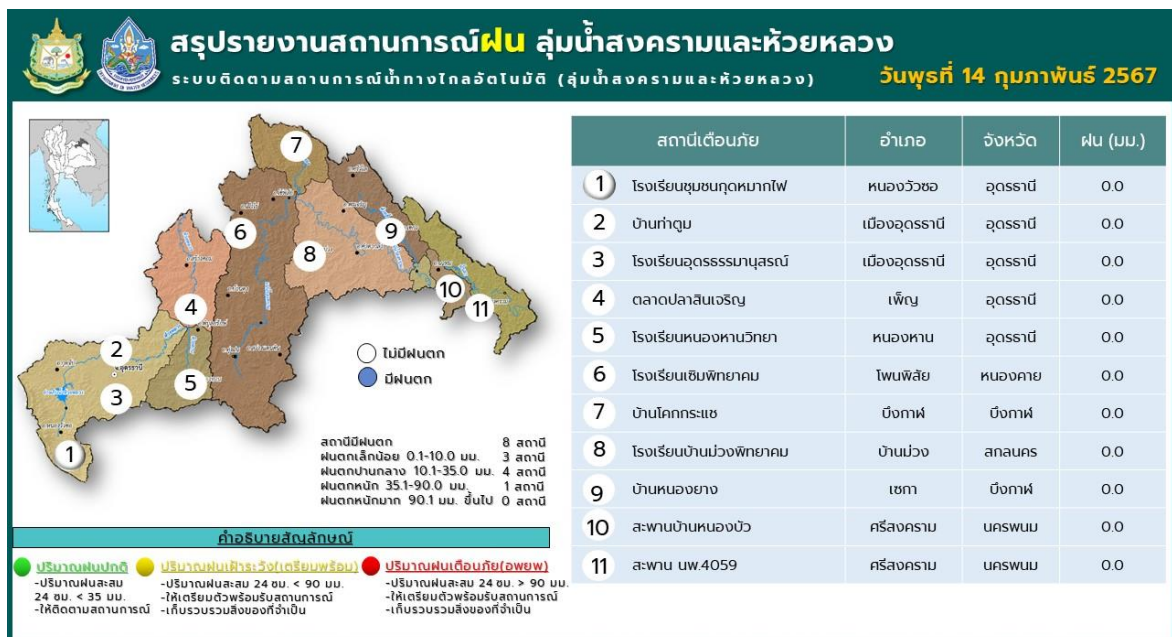 สรุปรายงานสถานการณ์ฝน ลุ่มน้ำสงครามและห้วยหลวง
ระบบติดตามสถานการณ์น้ำทางไกลอัตโนมัติ (ลุ่มน้ำสงครามและห้วยหลวง)
วันพุธที่ 14 กุมภาพันธ์ 2567
7
6
9
8
10
11
4
2
5
3
1
จ.อุดรธานี
ไม่มีฝนตก
มีฝนตก
สถานีมีฝนตก 8 สถานี
ฝนตกเล็กน้อย 0.1-10.0 มม. 3 สถานี
ฝนตกปานกลาง 10.1-35.0 มม. 4 สถานี
ฝนตกหนัก 35.1-90.0 มม. 1 สถานี
ฝนตกหนักมาก 90.1 มม. ขึ้นไป 0 สถานี
คำอธิบายสัญลักษณ์
ปริมาณฝนปกติ
-ปริมาณฝนสะสม
24 ชม. < 35 มม.
-ให้ติดตามสถานการณ์
ปริมาณฝนเฝ้าระวัง(เตรียมพร้อม)
-ปริมาณฝนสะสม 24 ชม. < 90 มม.
-ให้เตรียมตัวพร้อมรับสถานการณ์
-เก็บรวบรวมสิ่งของที่จำเป็น
ปริมาณฝนเตือนภัย(อพยพ)
-ปริมาณฝนสะสม 24 ชม. > 90 มม.
-ให้เตรียมตัวพร้อมรับสถานการณ์
-เก็บรวบรวมสิ่งของที่จำเป็น
สถานีเตือนภัย อำเภอ จังหวัด ฝน (มม.)
1 โรงเรียนชุมชนกุดหมากไฟ หนองวัวซอ อุดรธานี 0.0
2 บ้านท่าตูม เมืองอุดรธานี อุดรธานี 0.0
3 โรงเรียนอุดรธรรมานุสรณ์ เมืองอุดรธานี อุดรธานี 0.0
4 ตลาดปลาสินเจริญ เพ็ญ อุดรธานี 0.0
5 โรงเรียนหนองหานวิทยา หนองหาน อุดรธานี 0.0
6 โรงเรียนเซิมพิทยาคม โพนพิสัย หนองคาย 0.0
7 บ้านโคกกระแซ บึงกาฬ บึงกาฬ 0.0
8 โรงเรียนบ้านม่วงพิทยาคม บ้านม่วง สกลนคร 0.0
9 บ้านหนองยาง เซกา บึงกาฬ 0.0
10 สะพานบ้านหนองบัว ศรีสงคราม นครพนม 0.0
11 สะพาน นพ.4059 ศรีสงคราม นครพนม 0.0